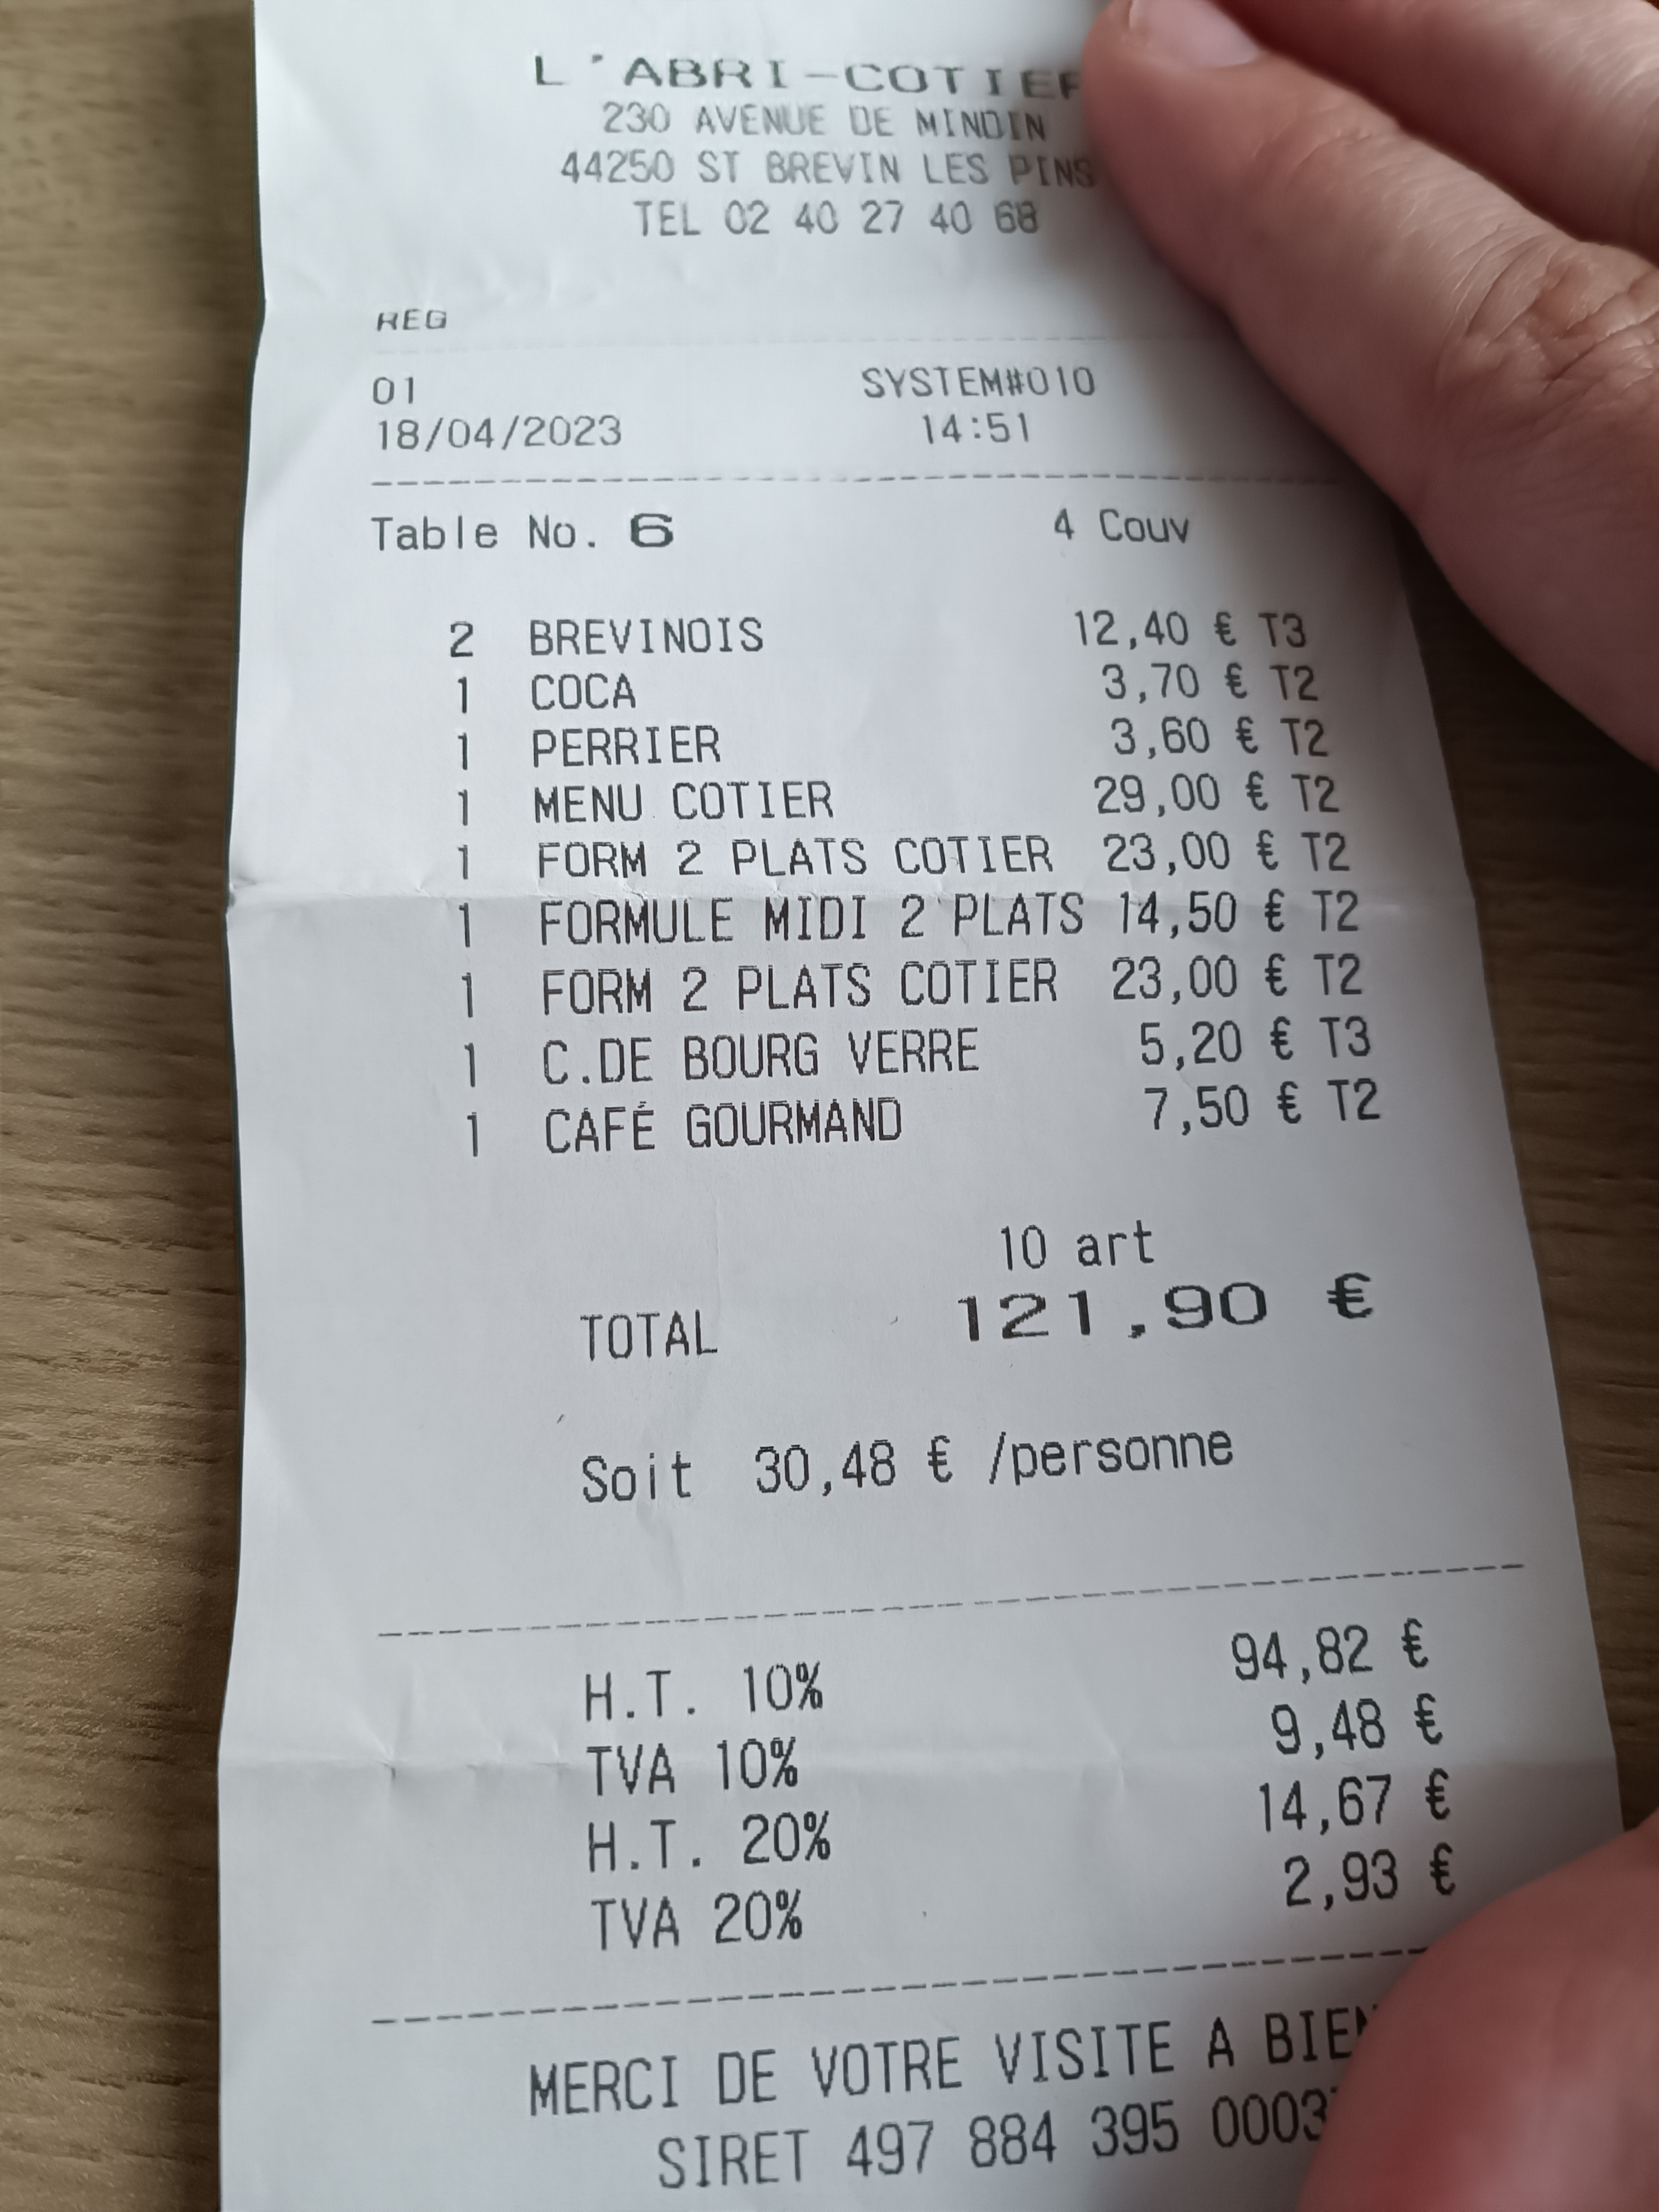 L'ABRI-COTIER
230 AVENUE DE MINDIN
44250 ST BREVIN LES PINS
TEL 02 40 27 40 68
REG
01 SYSTEM#010
18/04/2023 14:51
Table No. 6 4 Couv
2 BREVINOIS 12,40 € T3
1 COCA 3,70 € T2
1 PERRIER 3,60 € T2
1 MENU COTIER 29,00 € T2
1 FORM 2 PLATS COTIER 23,00 € T2
1 FORMULE MIDI 2 PLATS 14,50 € T2
1 FORM 2 PLATS COTIER 23,00 € T2
1 C.DE BOURG VERRE 5,20 € T3
1 CAFÉ GOURMAND 7,50 € T2
10 art
TOTAL 121,90 €
Soit 30,48 € /personne
H.T. 10% 94,82 €
TVA 10% 9,48 €
H.T. 20% 14,67 €
TVA 20% 2,93 €
MERCI DE VOTRE VISITE A
SIRET 497 884 395